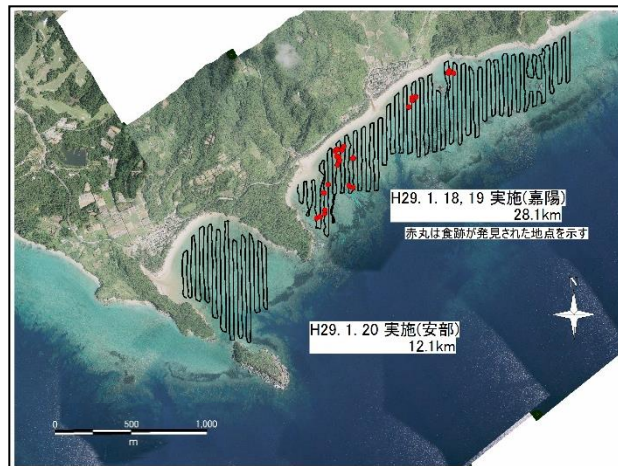 H29. 1. 18, 19 実施(嘉陽)
28.1km
赤丸は食跡が発見された地点を示す
H29. 1. 20 実施(安部)
12.1km
0 500 1,000
m